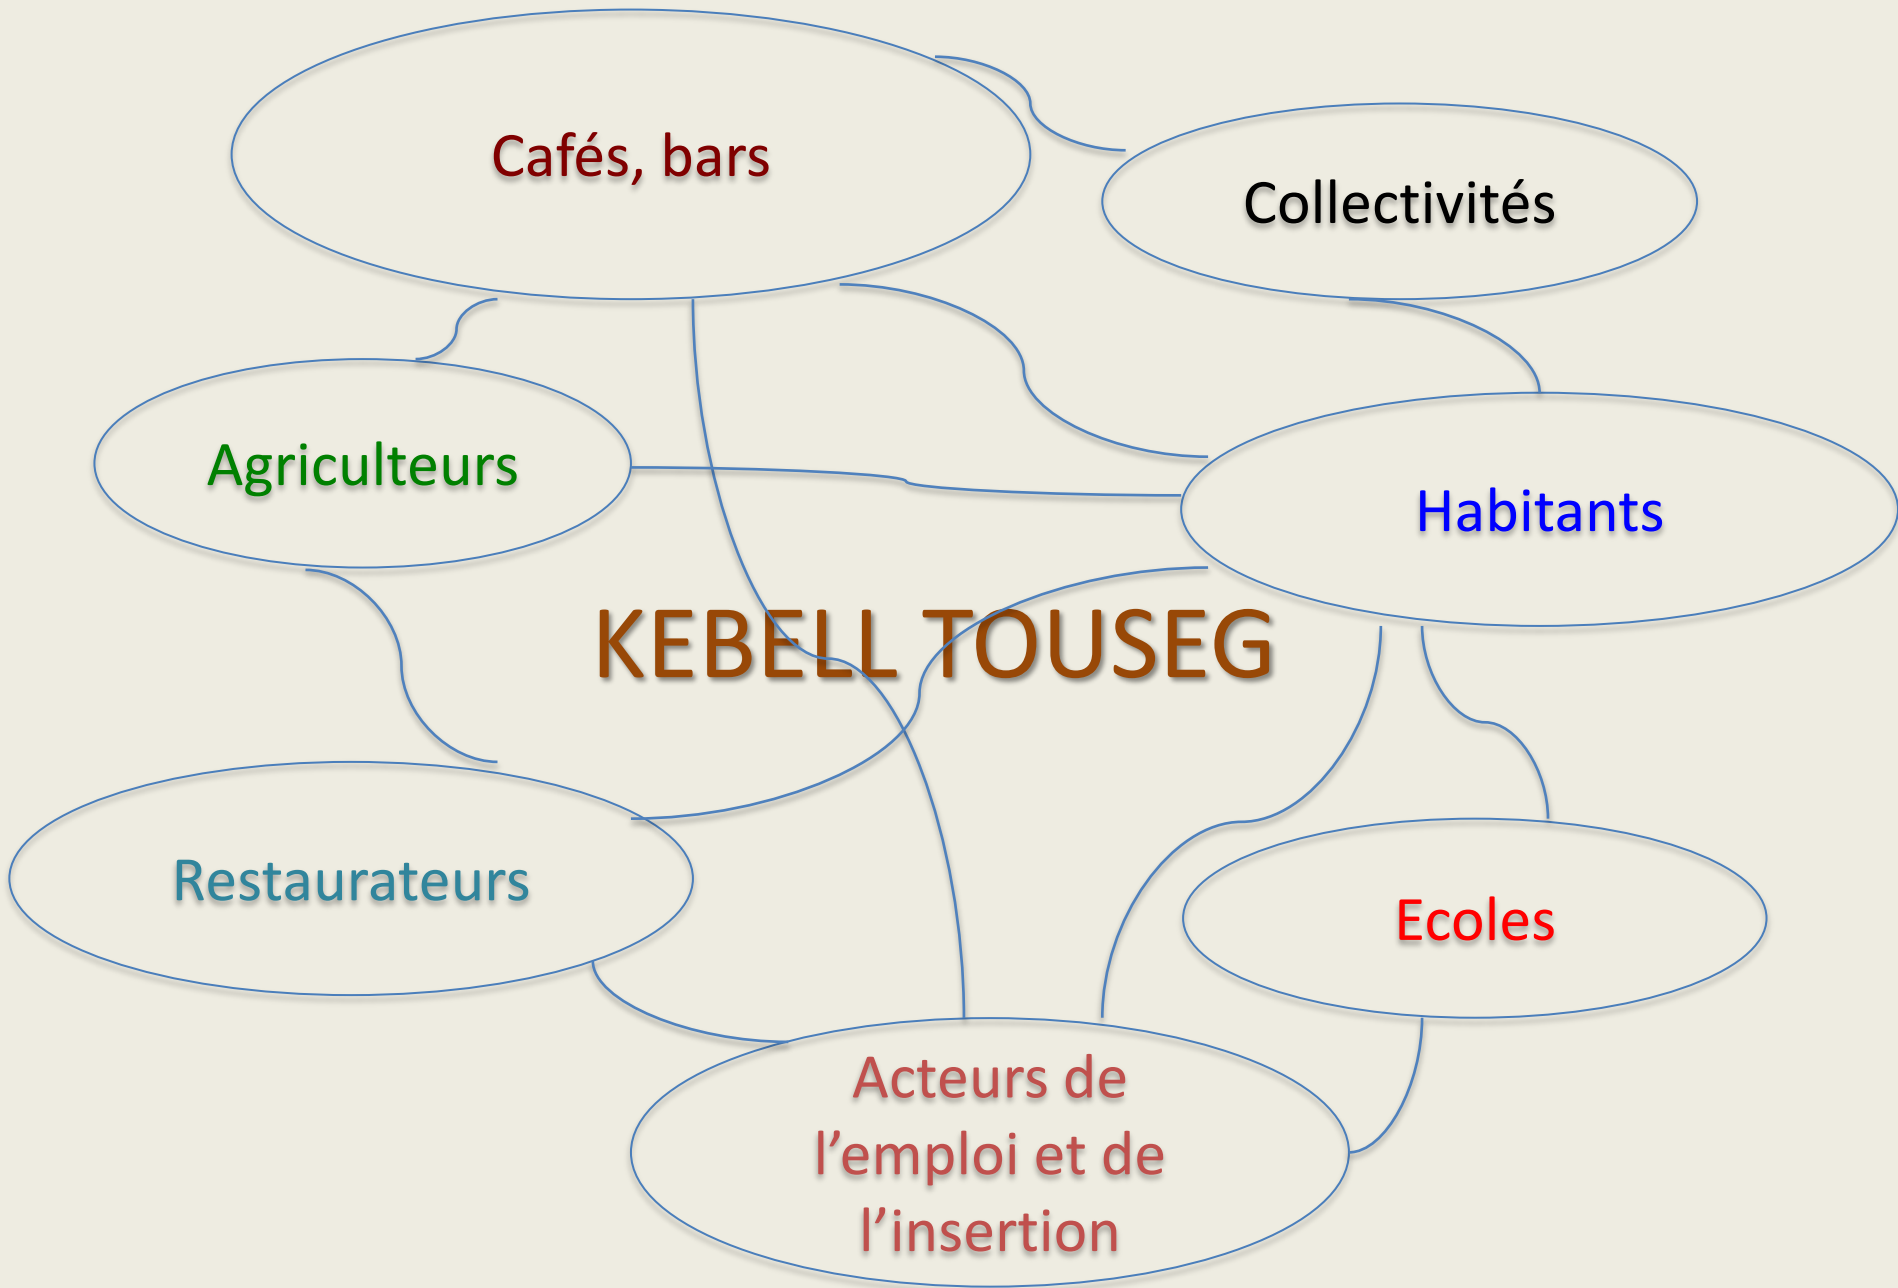 Cafés, bars
Collectivités
Agriculteurs
Habitants
KEBELL TOUSEG
Restaurateurs
Ecoles
Acteurs de
l’emploi et de
l’insertion